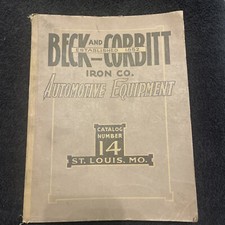 BECK AND CORBITT
ESTABLISHED 1852
IRON CO.
AUTOMOTIVE EQUIPMENT
CATALOG
NUMBER
14
ST. LOUIS, MO.